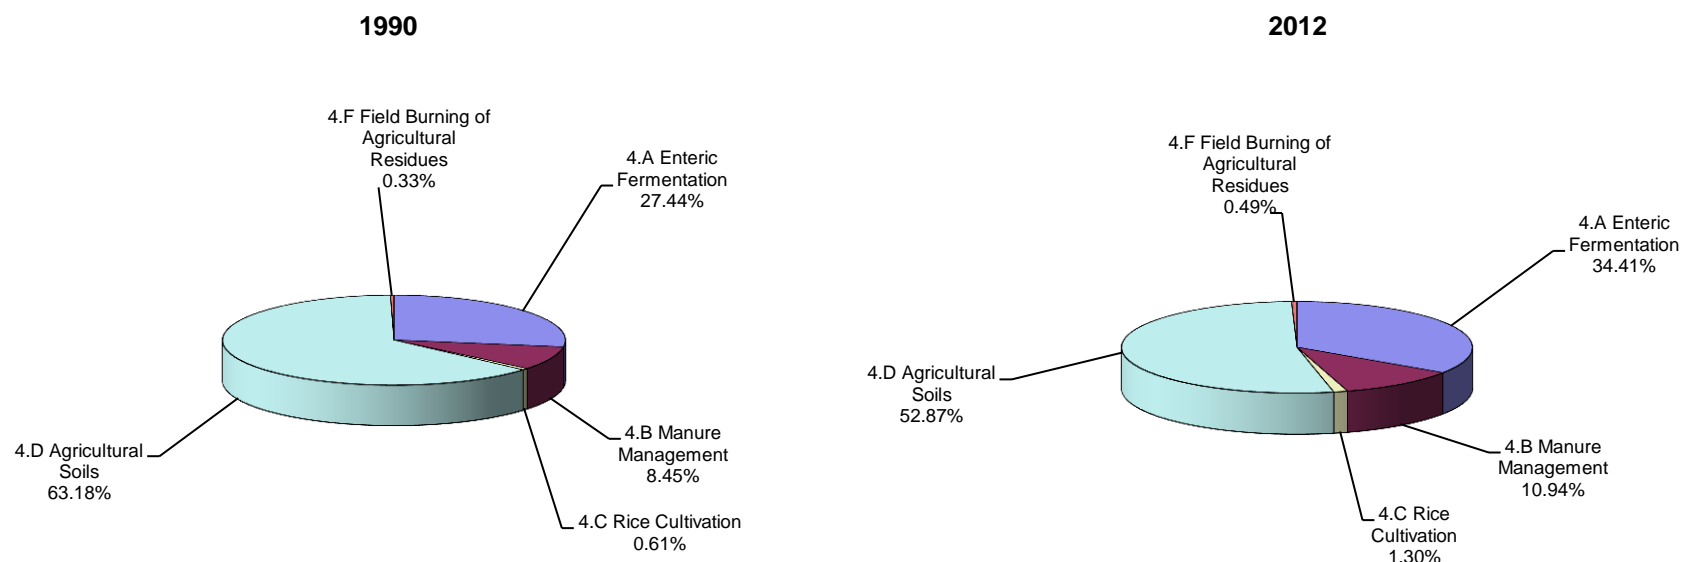 1990
4.F Field Burning of
Agricultural
Residues
0.33%
4.A Enteric
Fermentation
27.44%
4.D Agricultural
Soils
63.18%
4.B Manure
Management
8.45%
4.C Rice Cultivation
0.61%
2012
4.F Field Burning of
Agricultural
Residues
0.49%
4.A Enteric
Fermentation
34.41%
4.D Agricultural
Soils
52.87%
4.B Manure
Management
10.94%
4.C Rice
Cultivation
1.30%